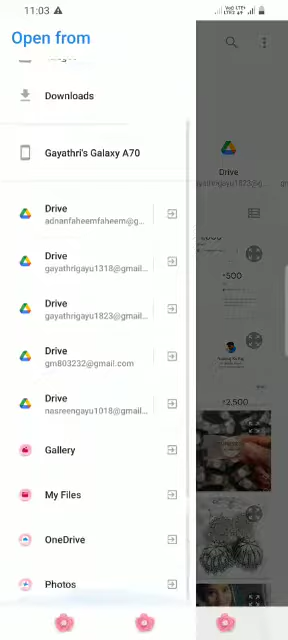 11:03
Open from
Downloads
Gayathri's Galaxy A70
Drive
adnanfaheemfaheem@g...
Drive
gayathrigayu1318@gmail...
Drive
gayathrigayu1823@gmail...
Drive
gm803232@gmail.com
Drive
nasreengayu1018@gmail...
Gallery
My Files
OneDrive
Photos
Drive
500
2,500